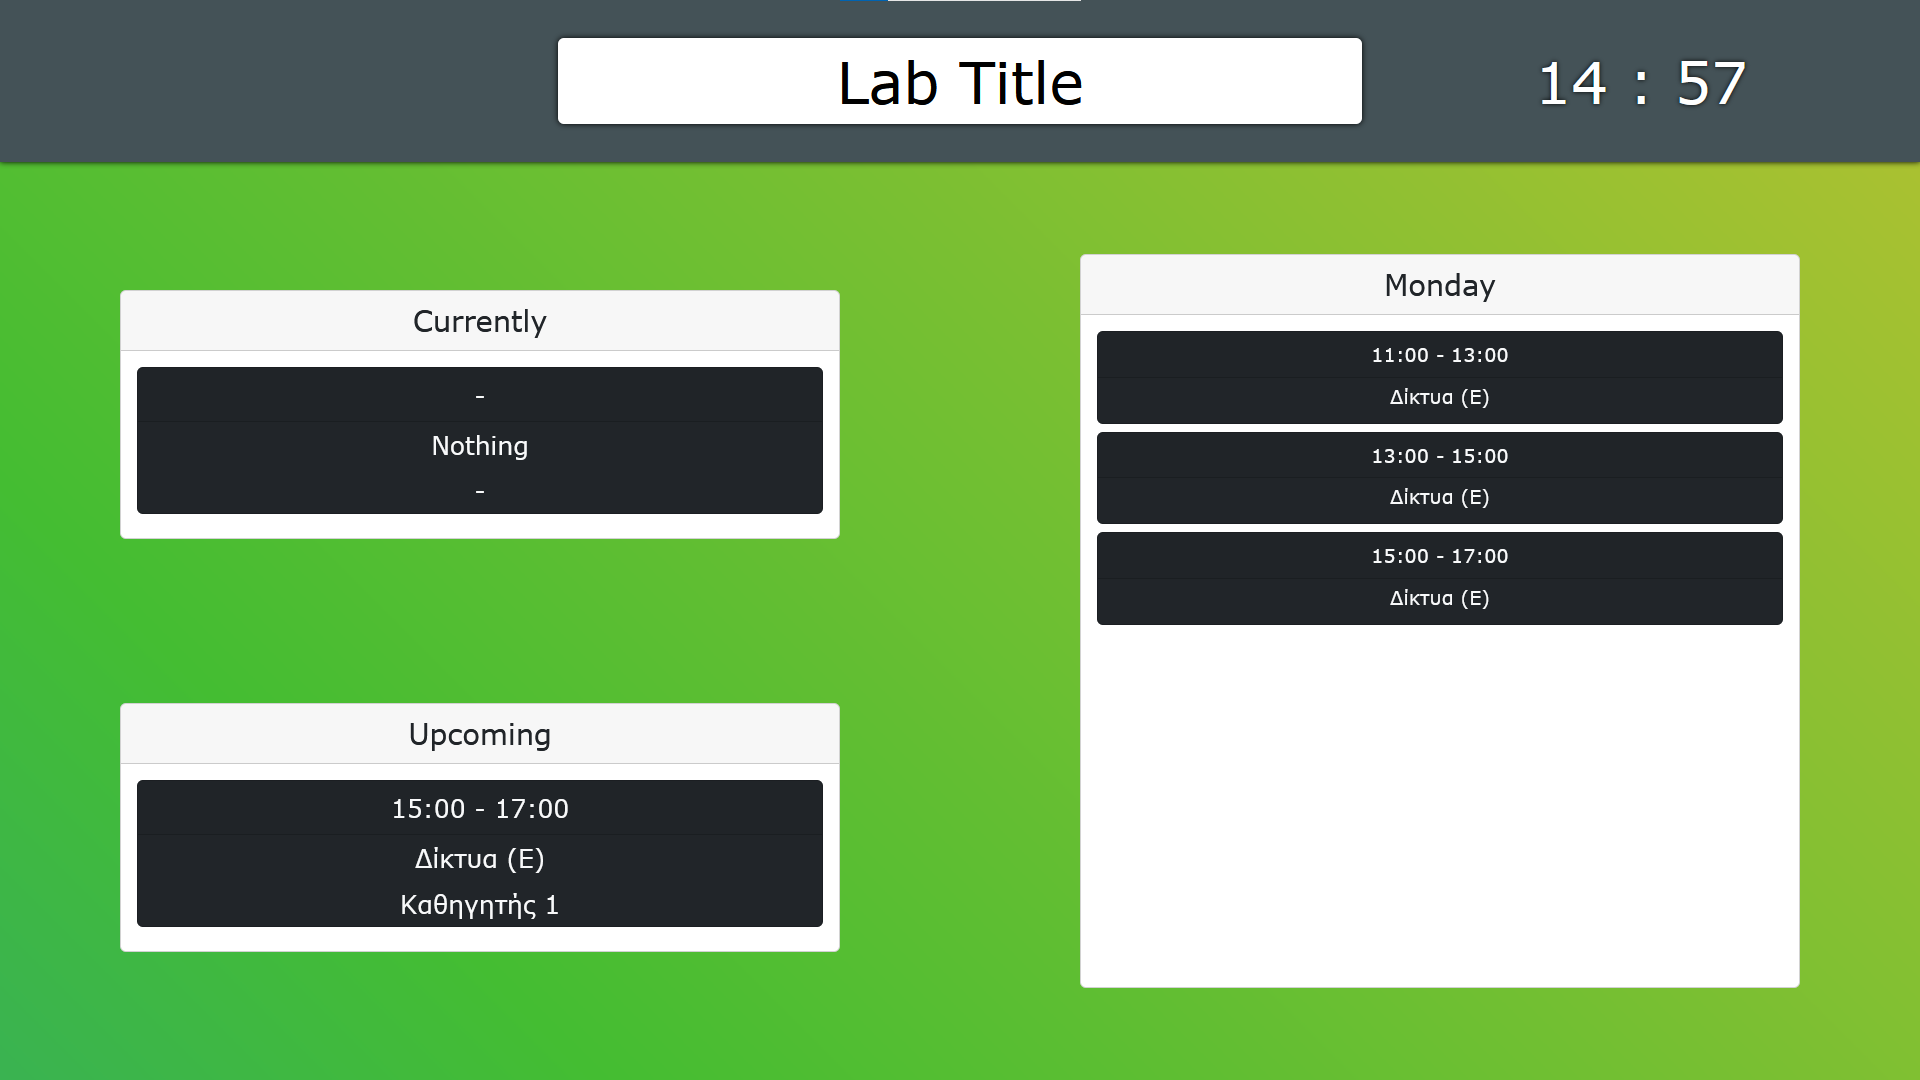 Lab Title
14 : 57
Currently
-
Nothing
-
Upcoming
15:00 - 17:00
Δίκτυα (Ε)
Καθηγητής 1
Monday
11:00 - 13:00
Δίκτυα (Ε)
13:00 - 15:00
Δίκτυα (Ε)
15:00 - 17:00
Δίκτυα (Ε)